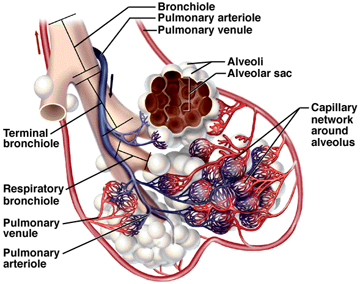 Bronchiole
Pulmonary arteriole
Pulmonary venule
Alveoli
Alveolar sac
Capillary
network
around
alveolus
Terminal
bronchiole
Respiratory
bronchiole
Pulmonary
venule
Pulmonary
arteriole